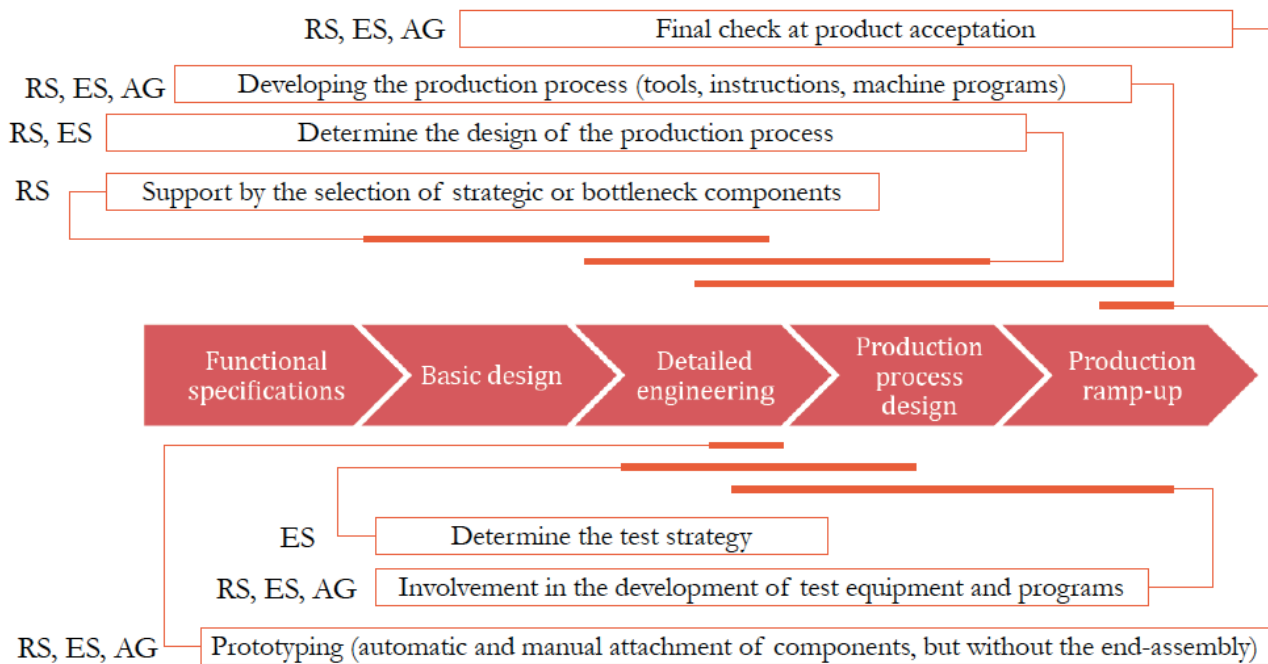 RS, ES, AG Final check at product acceptation
RS, ES, AG Developing the production process (tools, instructions, machine programs)
RS, ES Determine the design of the production process
RS Support by the selection of strategic or bottleneck components
Functional
specifications
Basic design
Detailed
engineering
Production
process
design
Production
ramp-up
ES Determine the test strategy
RS, ES, AG Involvement in the development of test equipment and programs
RS, ES, AG Prototyping (automatic and manual attachment of components, but without the end-assembly)